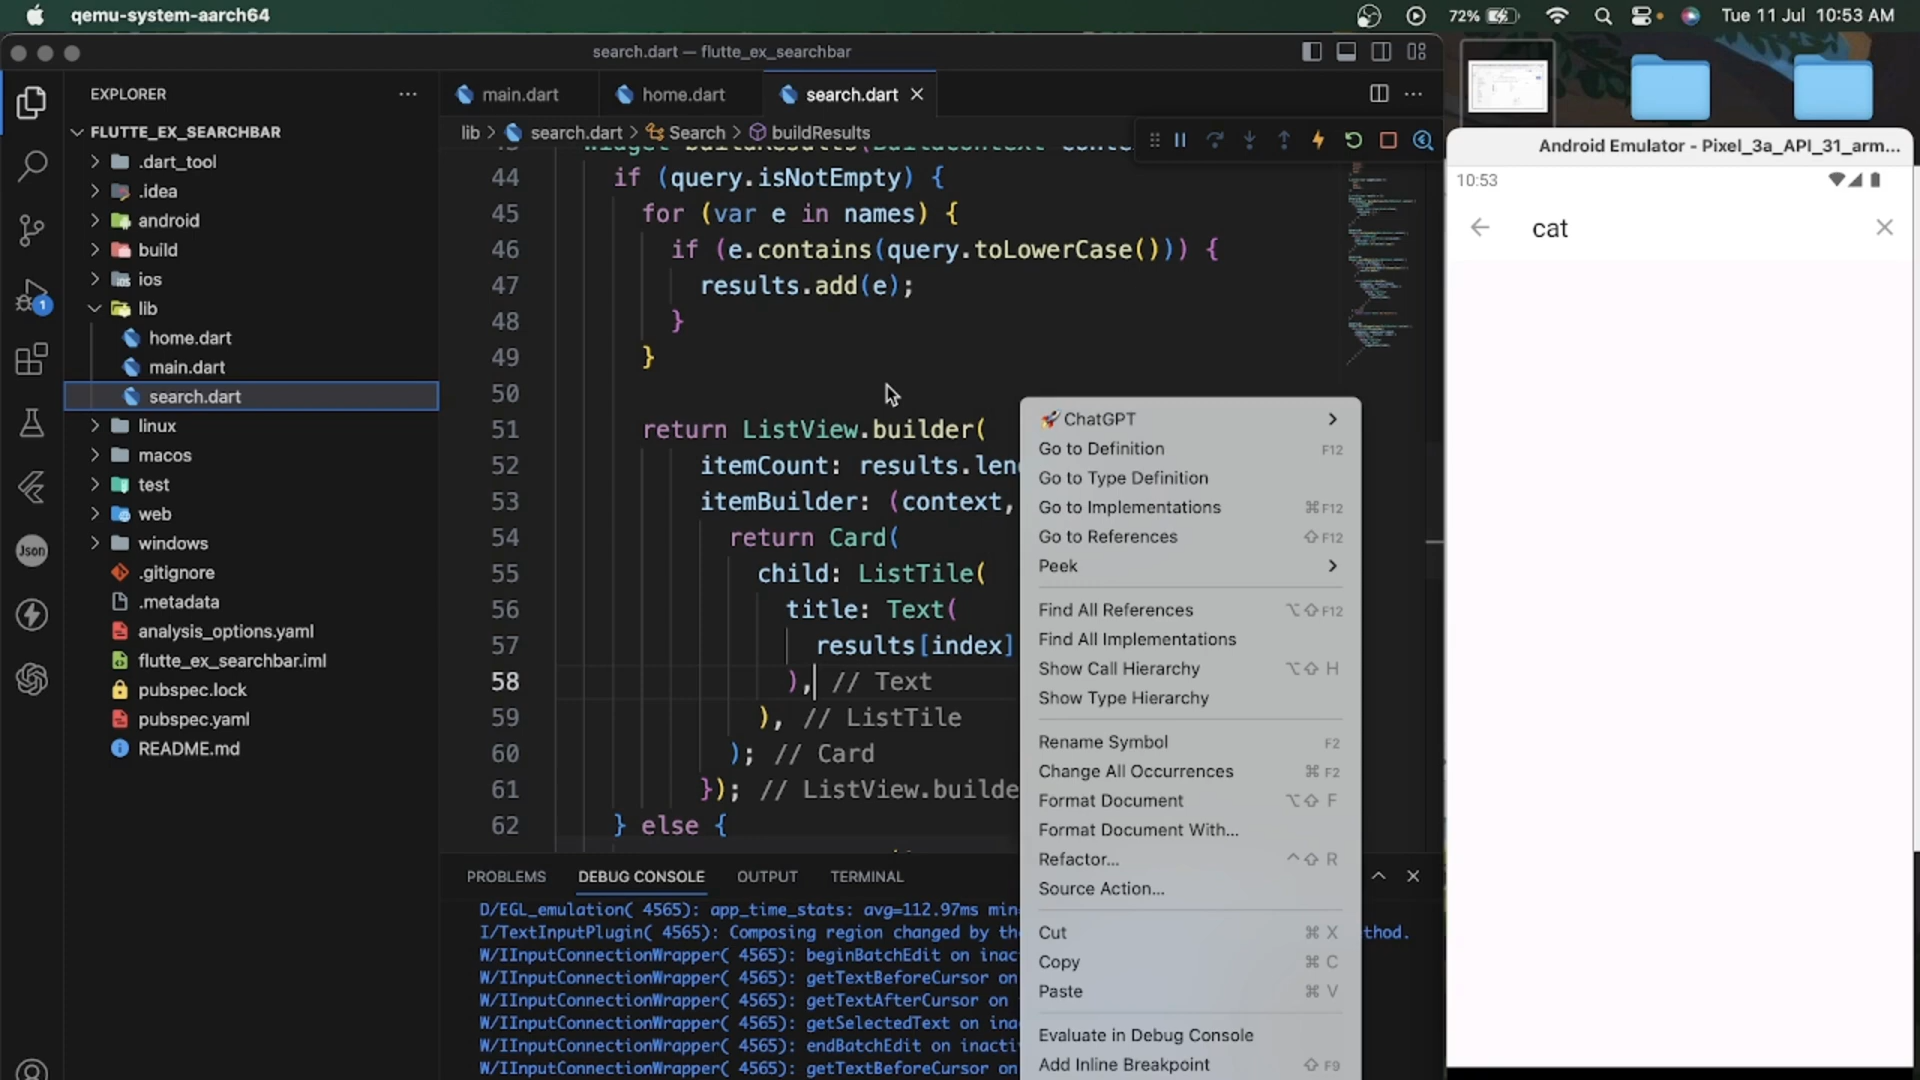 qemu-system-aarch64
72%
Tue 11 Jul 10:53 AM
search.dart — flutte_ex_searchbar
EXPLORER
main.dart
home.dart
search.dart
FLUTTE_EX_SEARCHBAR
lib > search.dart > Search > buildResults
.dart_tool
.idea
android
build
ios
lib
home.dart
main.dart
search.dart
linux
macos
test
web
windows
.gitignore
.metadata
analysis_options.yaml
flutte_ex_searchbar.iml
pubspec.lock
pubspec.yaml
README.md
1
Json
44 if (query.isNotEmpty) {
45 for (var e in names) {
46 if (e.contains(query.toLowerCase())) {
47 results.add(e);
48 }
49 }
50
51 return ListView.builder(
52 itemCount: results.len
53 itemBuilder: (context,
54 return Card(
55 child: ListTile(
56 title: Text(
57 results[index]
58 ), // Text
59 ), // ListTile
60 ); // Card
61 }); // ListView.builde
62 } else {
ChatGPT
Go to Definition F12
Go to Type Definition
Go to Implementations ⌘F12
Go to References ⇧F12
Peek
Find All References ⌥⇧F12
Find All Implementations
Show Call Hierarchy ⌥⇧ H
Show Type Hierarchy
Rename Symbol F2
Change All Occurrences ⌘ F2
Format Document ⌥⇧ F
Format Document With...
Refactor... ^⇧ R
Source Action...
Cut ⌘ X
Copy ⌘ C
Paste ⌘ V
Evaluate in Debug Console
Add Inline Breakpoint ⇧ F9
PROBLEMS DEBUG CONSOLE OUTPUT TERMINAL
D/EGL_emulation( 4565): app_time_stats: avg=112.97ms min=
I/TextInputPlugin( 4565): Composing region changed by th thod.
W/IInputConnectionWrapper( 4565): beginBatchEdit on inac
W/IInputConnectionWrapper( 4565): getTextBeforeCursor on
W/IInputConnectionWrapper( 4565): getTextAfterCursor on
W/IInputConnectionWrapper( 4565): getSelectedText on ina
W/IInputConnectionWrapper( 4565): endBatchEdit on inacti
W/IInputConnectionWrapper( 4565): getTextBeforeCursor on
Android Emulator - Pixel_3a_API_31_arm...
10:53
cat